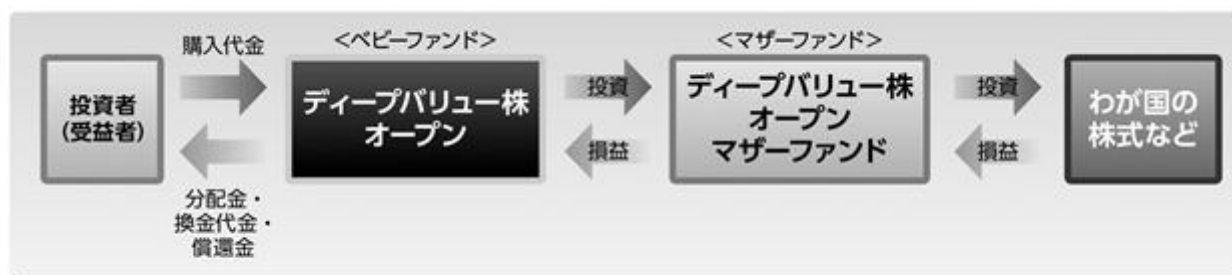 投資者
(受益者)
購入代金
分配金・
換金代金・
償還金
<ベビーファンド>
ディープバリュー株
オープン
投資
損益
<マザーファンド>
ディープバリュー株
オープン
マザーファンド
投資
損益
わが国の
株式など